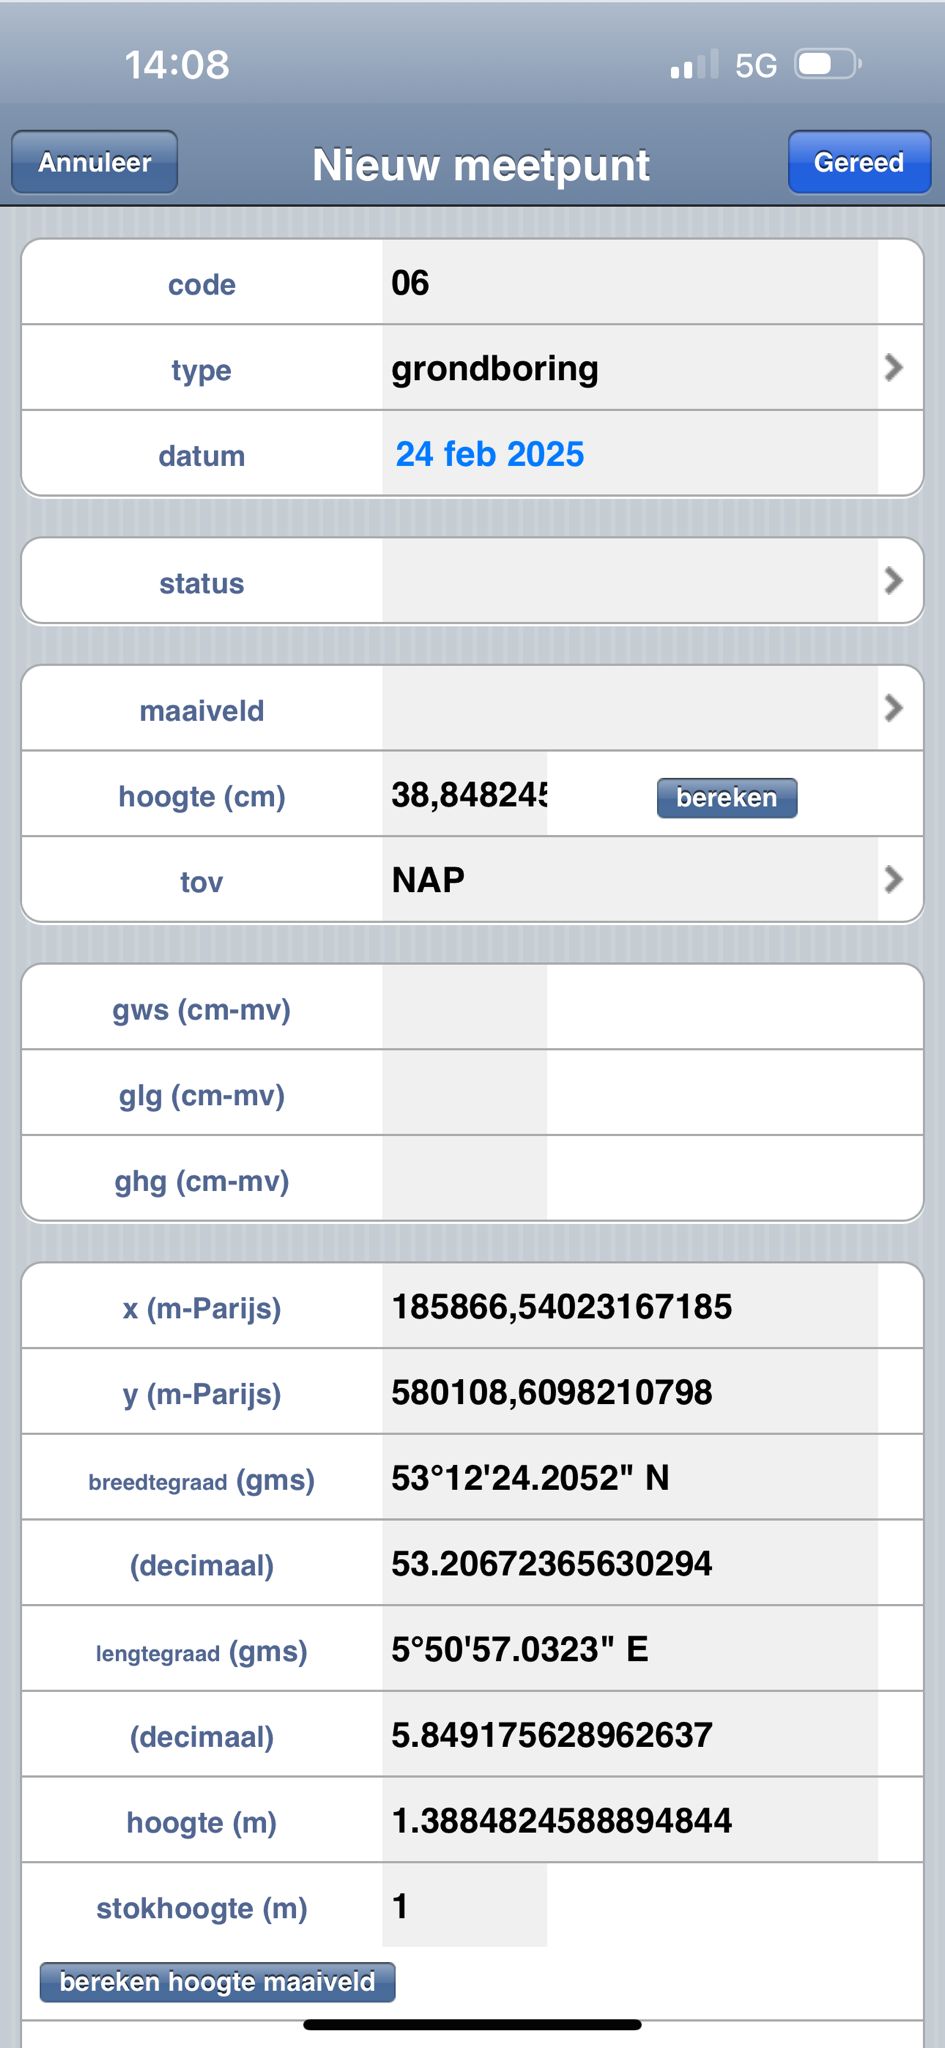 14:08 5G
Annuleer Nieuw meetpunt Gereed
code 06
type grondboring
datum 24 feb 2025
status
maaiveld
hoogte (cm) 38,848245 bereken
tov NAP
gws (cm-mv)
glg (cm-mv)
ghg (cm-mv)
x (m-Parijs) 185866,54023167185
y (m-Parijs) 580108,6098210798
breedtegraad (gms) 53°12'24.2052" N
(decimaal) 53.20672365630294
lengtegraad (gms) 5°50'57.0323" E
(decimaal) 5.849175628962637
hoogte (m) 1.3884824588894844
stokhoogte (m) 1
bereken hoogte maaiveld